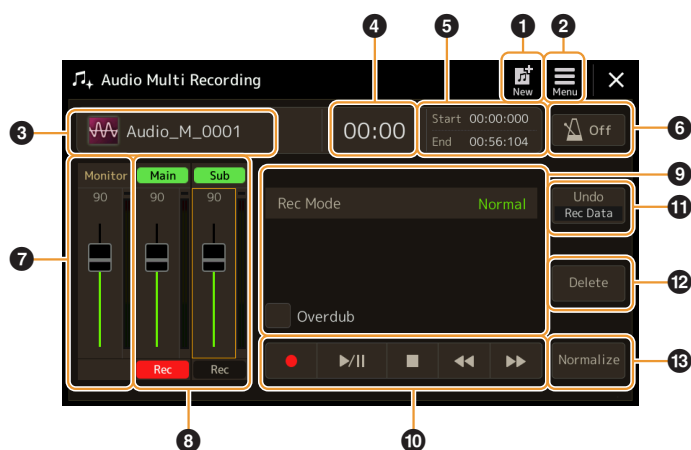 1 2 4 5
Audio Multi Recording
New
Menu
3 Audio_M_0001
00:00
Start 00:00:000
End 00:56:104
Off 6
Monitor Main Sub
90 90 90
9
Rec Mode Normal
Undo
Rec Data
11
7
Delete 12
Overdub
Rec Rec
Normalize 13
8 10